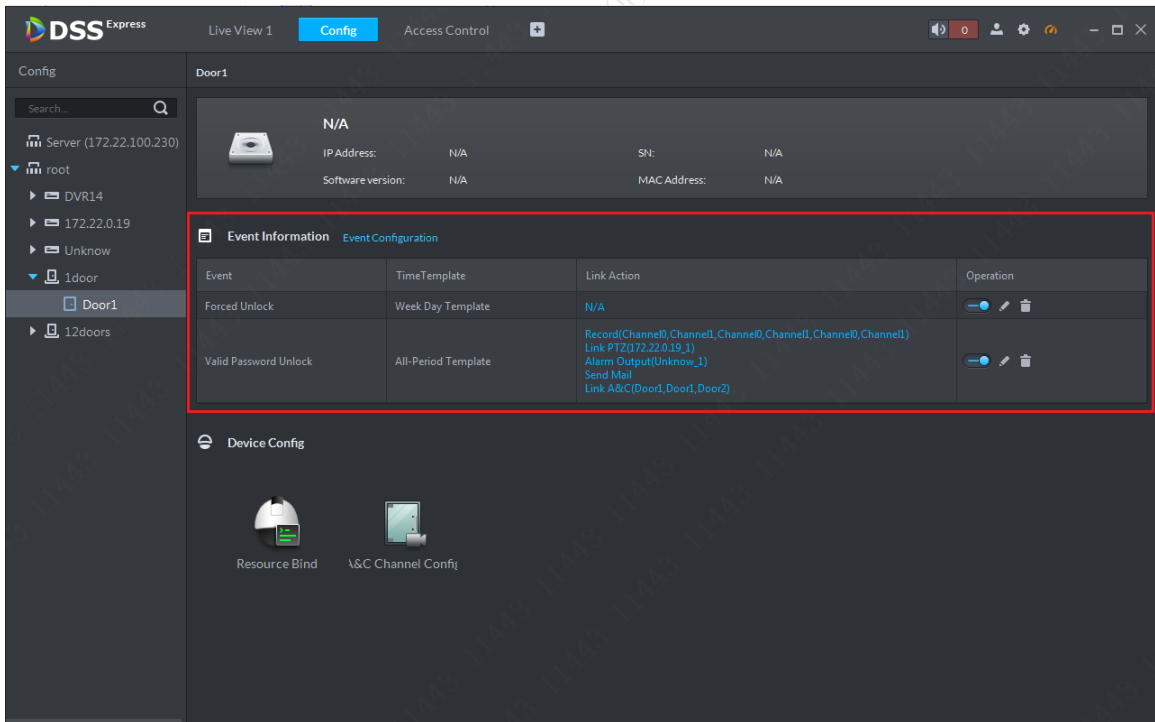 DSS Express
Live View 1
Config
Access Control
0
Config
Door1
Search...
Server (172.22.100.230)
root
DVR14
172.22.0.19
Unknow
1door
Door1
12doors
N/A
IP Address: N/A SN: N/A
Software version: N/A MAC Address: N/A
Event Information Event Configuration
Event TimeTemplate Link Action Operation
Forced Unlock Week Day Template N/A
Valid Password Unlock All-Period Template
Record(Channel0,Channel1,Channel0,Channel1,Channel0,Channel1)
Link PTZ(172.22.0.19_1)
Alarm Output(Unknow_1)
Send Mail
Link A&C(Door1,Door1,Door2)
Device Config
Resource Bind
A&C Channel Config
11443 11443